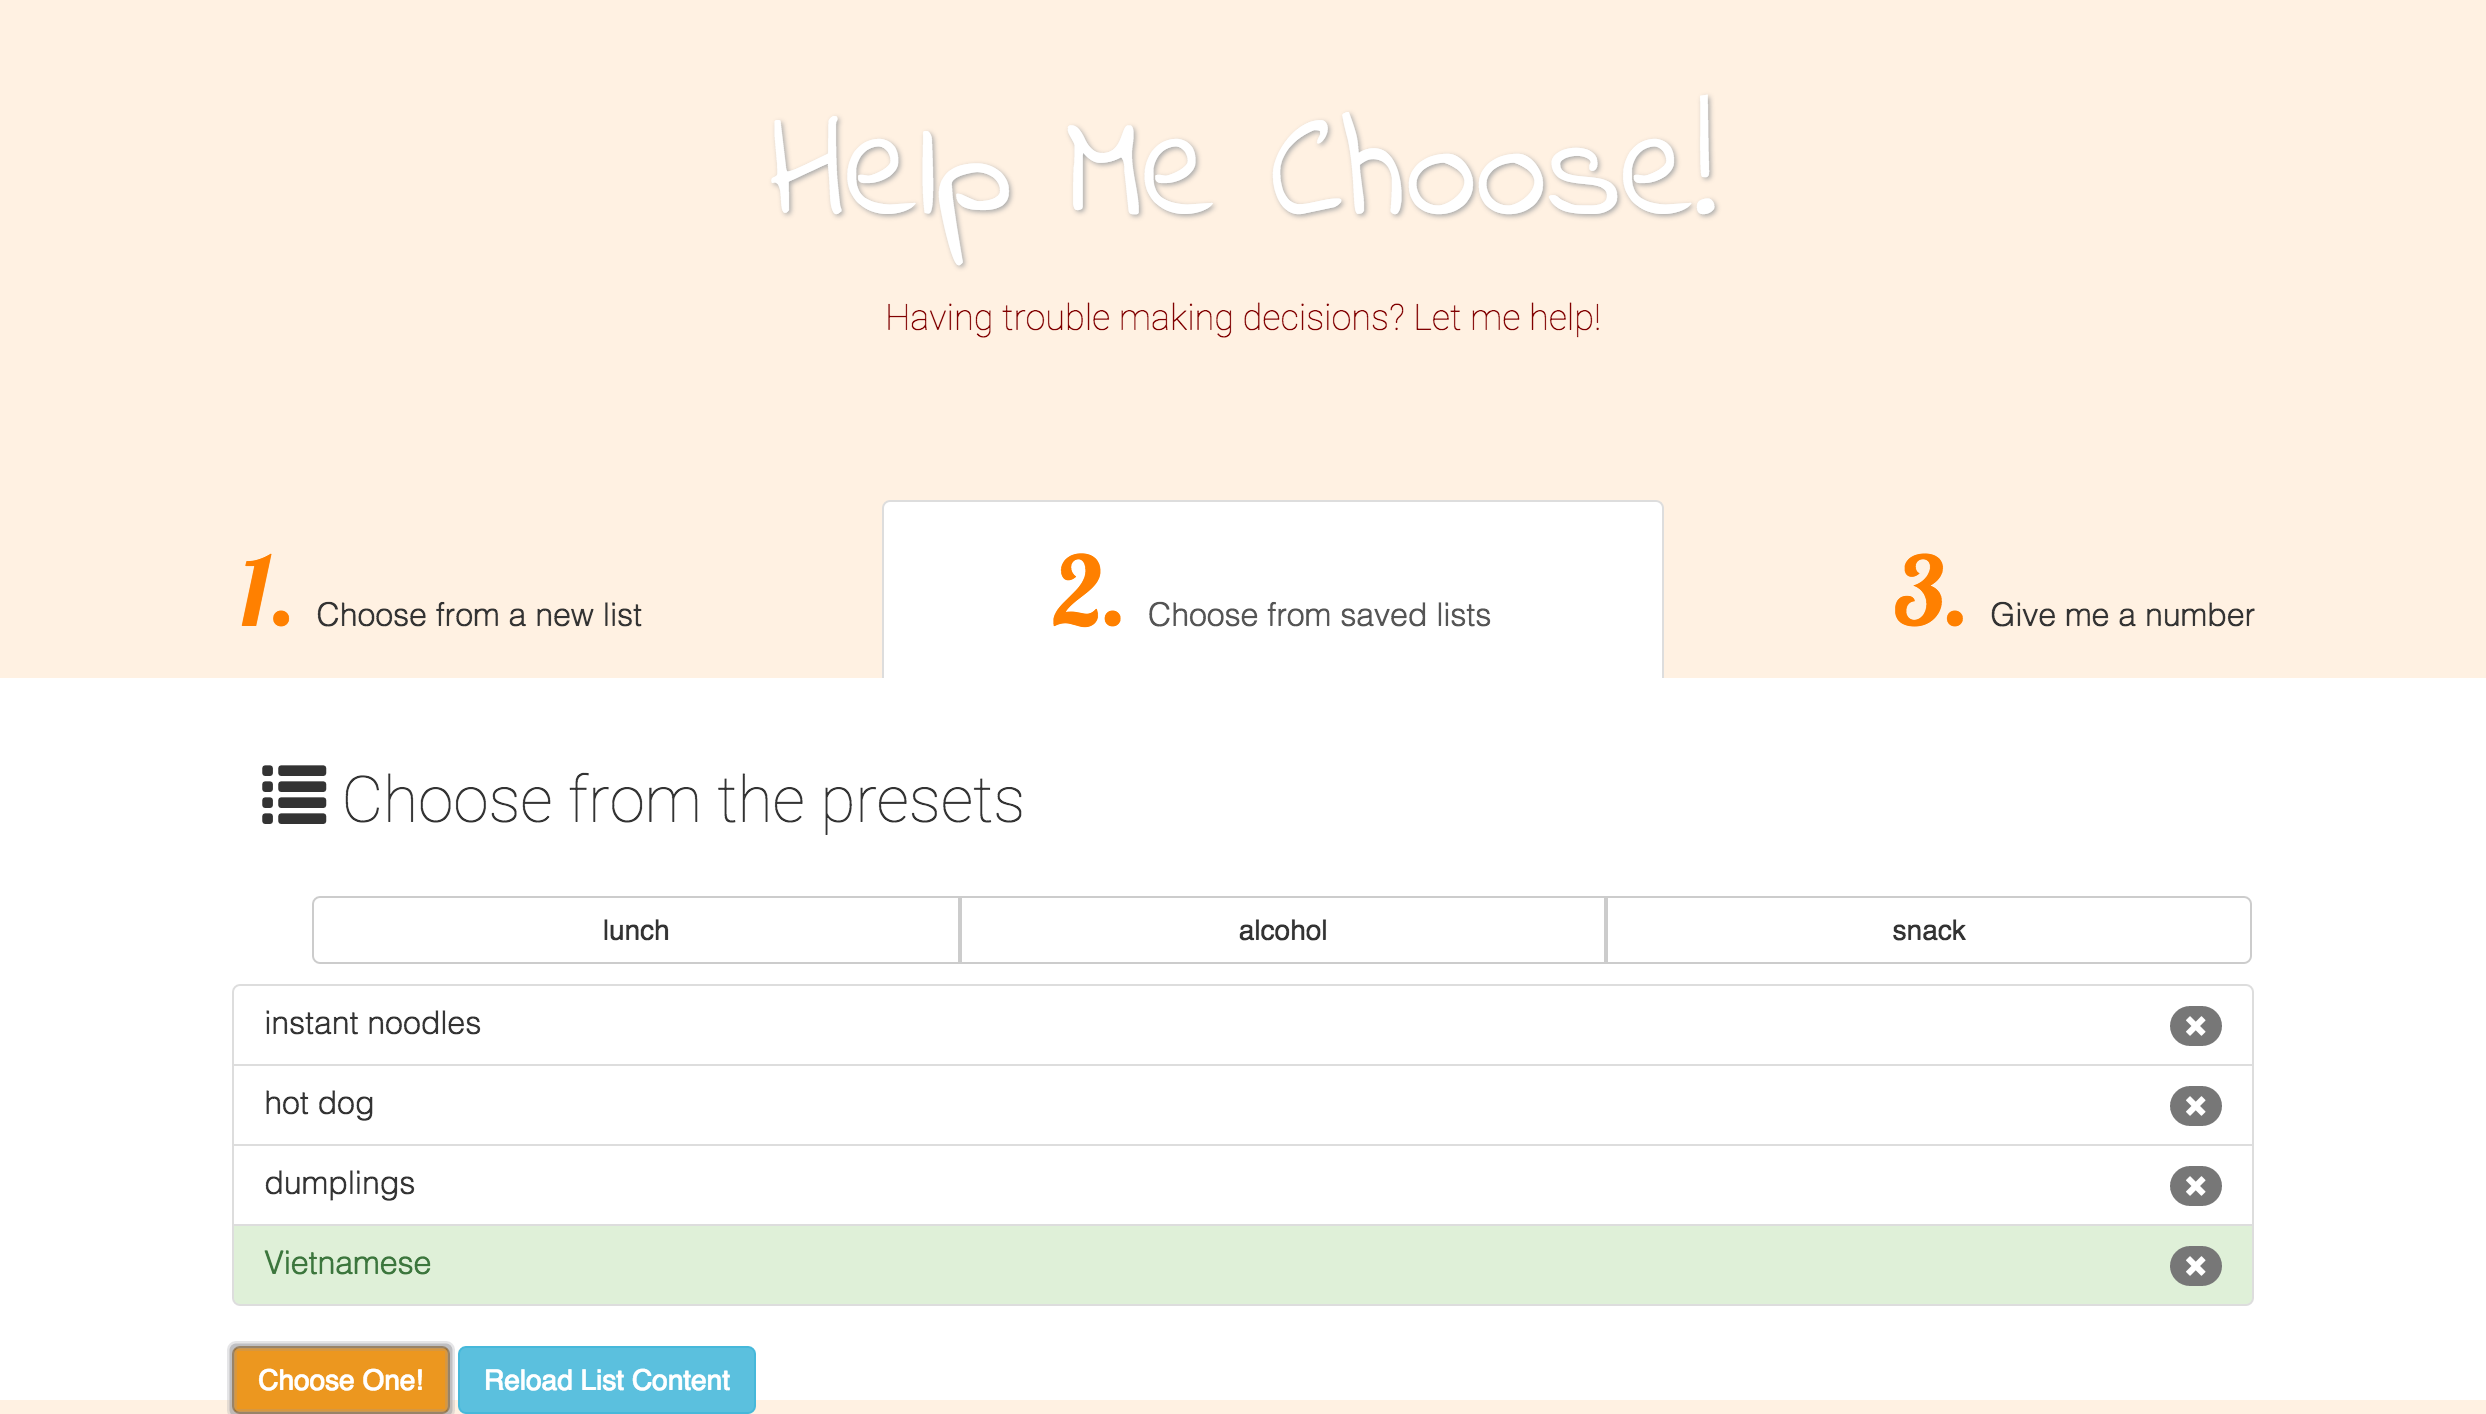 Help Me Choose!
Having trouble making decisions? Let me help!
1. Choose from a new list
2. Choose from saved lists
3. Give me a number
Choose from the presets
lunch
alcohol
snack
instant noodles
hot dog
dumplings
Vietnamese
Choose One!
Reload List Content